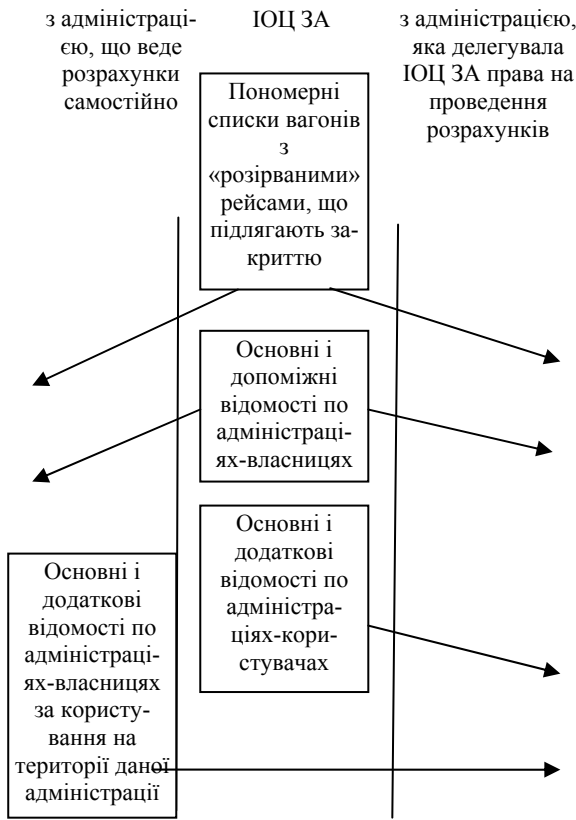 з адміністраці-
єю, що веде
розрахунки
самостійно
ІОЦ ЗА
з адміністрацією,
яка делегувала
ІОЦ ЗА права на
проведення
розрахунків
Пономерні
списки вагонів
з
«розірваними»
рейсами, що
підлягають за-
криттю
Основні і
допоміжні
відомості по
адміністраці-
ях-власницях
Основні і
додаткові
відомості по
адміністра-
ціях-кори-
стувачах
Основні і
додаткові
відомості по
адміністраці-
ях-власницях
за користу-
вання на
території даної
адміністрації